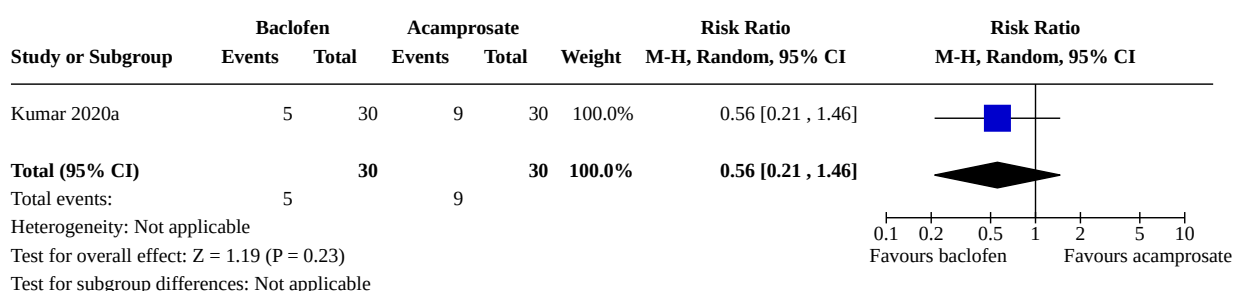 Baclofen Acamprosate Risk Ratio Risk Ratio
Study or Subgroup Events Total Events Total Weight M-H, Random, 95% CI M-H, Random, 95% CI
Kumar 2020a 5 30 9 30 100.0% 0.56 [0.21 , 1.46]
Total (95% CI) 30 30 100.0% 0.56 [0.21 , 1.46]
Total events: 5 9
Heterogeneity: Not applicable
0.1 0.2 0.5 1 2 5 10
Test for overall effect: Z = 1.19 (P = 0.23) Favours baclofen Favours acamprosate
Test for subgroup differences: Not applicable